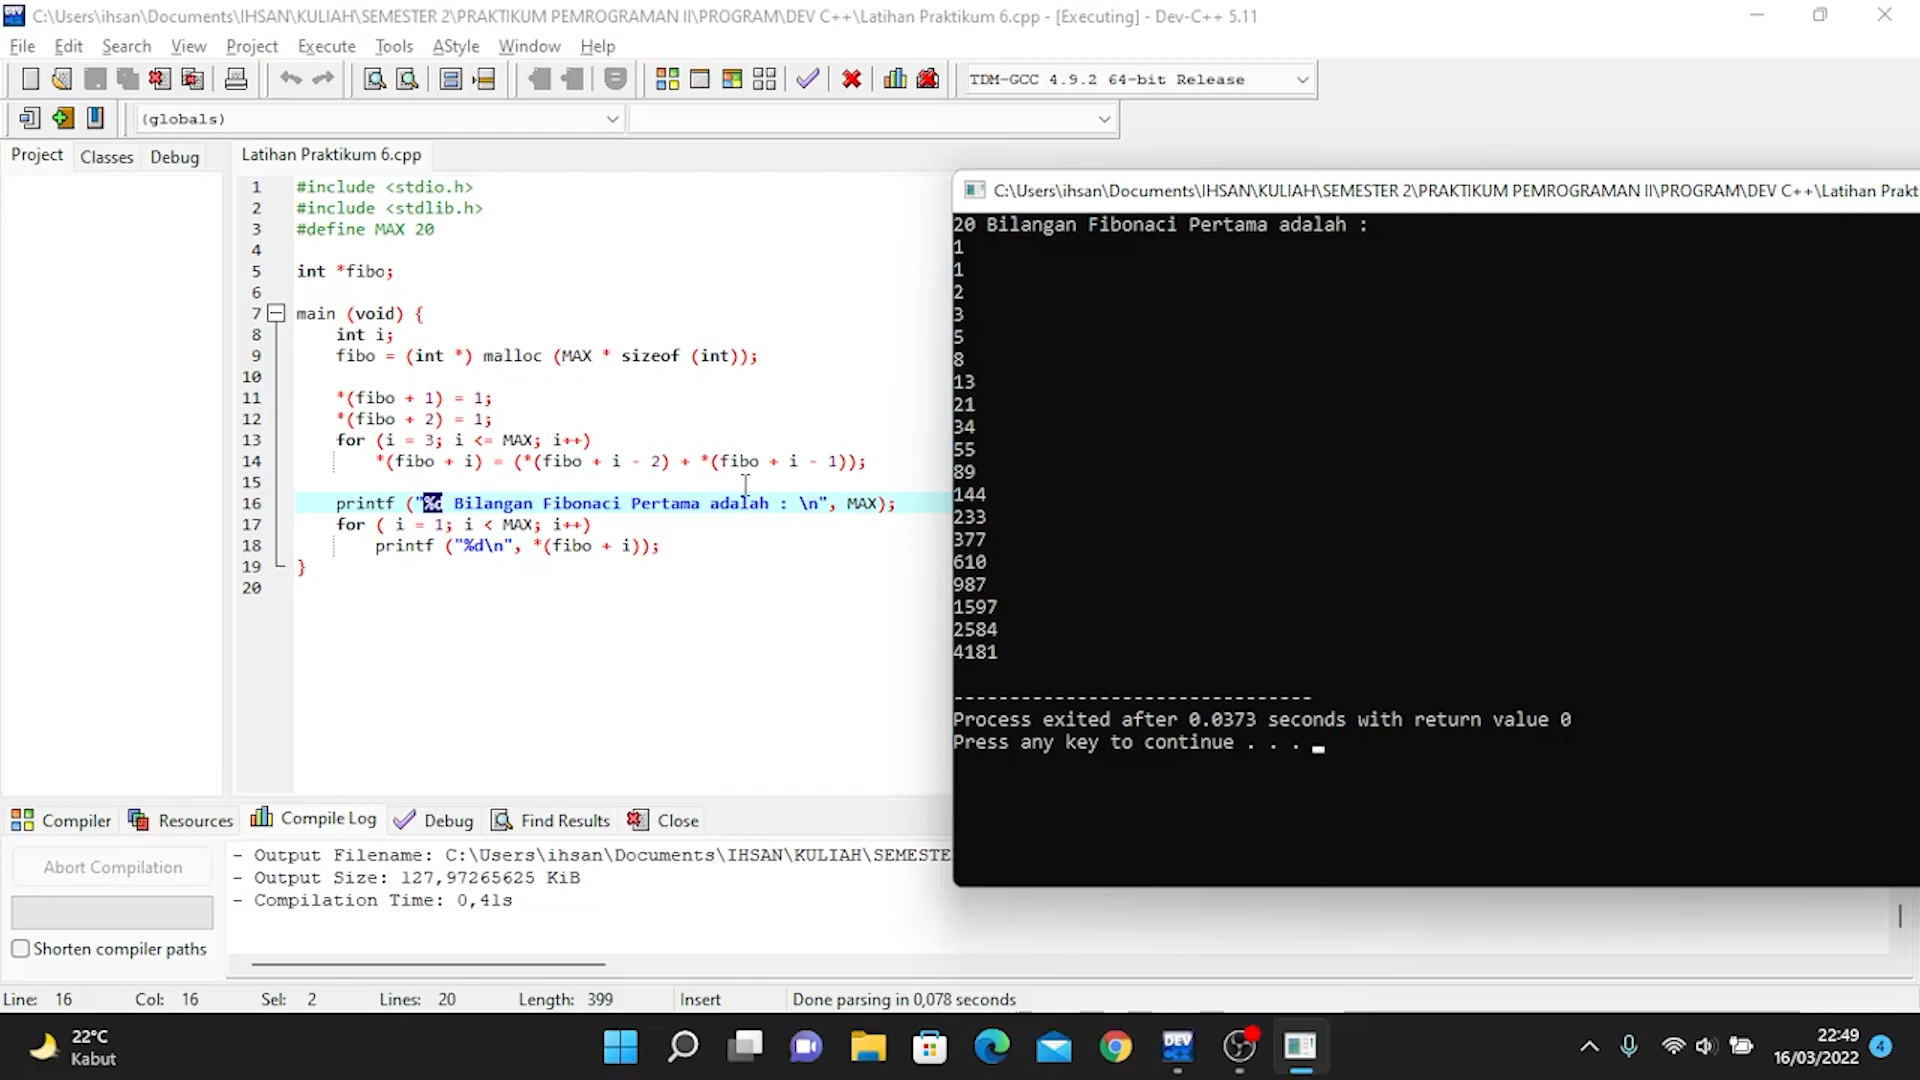 C:\Users\ihsan\Documents\IHSAN\KULIAH\SEMESTER 2\PRAKTIKUM PEMROGRAMAN II\PROGRAM\DEV C++\Latihan Praktikum 6.cpp - [Executing] - Dev-C++ 5.11
File Edit Search View Project Execute Tools AStyle Window Help
TDM-GCC 4.9.2 64-bit Release
(globals)
Project Classes Debug
Latihan Praktikum 6.cpp
1 #include <stdio.h>
2 #include <stdlib.h>
3 #define MAX 20
4
5 int *fibo;
6
7 main (void) {
8 int i;
9 fibo = (int *) malloc (MAX * sizeof (int));
10
11 *(fibo + 1) = 1;
12 *(fibo + 2) = 1;
13 for (i = 3; i <= MAX; i++)
14 *(fibo + i) = (*(fibo + i - 2) + *(fibo + i - 1));
15
16 printf ("%d Bilangan Fibonaci Pertama adalah : \n", MAX);
17 for ( i = 1; i < MAX; i++)
18 printf ("%d\n", *(fibo + i));
19 }
20
C:\Users\ihsan\Documents\IHSAN\KULIAH\SEMESTER 2\PRAKTIKUM PEMROGRAMAN II\PROGRAM\DEV C++\Latihan Prakt
20 Bilangan Fibonaci Pertama adalah :
1
1
2
3
5
8
13
21
34
55
89
144
233
377
610
987
1597
2584
4181
--------------------------------
Process exited after 0.0373 seconds with return value 0
Press any key to continue . . .
Compiler Resources Compile Log Debug Find Results Close
Abort Compilation
Shorten compiler paths
- Output Filename: C:\Users\ihsan\Documents\IHSAN\KULIAH\SEMESTE
- Output Size: 127,97265625 KiB
- Compilation Time: 0,41s
Line: 16 Col: 16 Sel: 2 Lines: 20 Length: 399 Insert Done parsing in 0,078 seconds
22°C
Kabut
DEV
22:49
16/03/2022
4